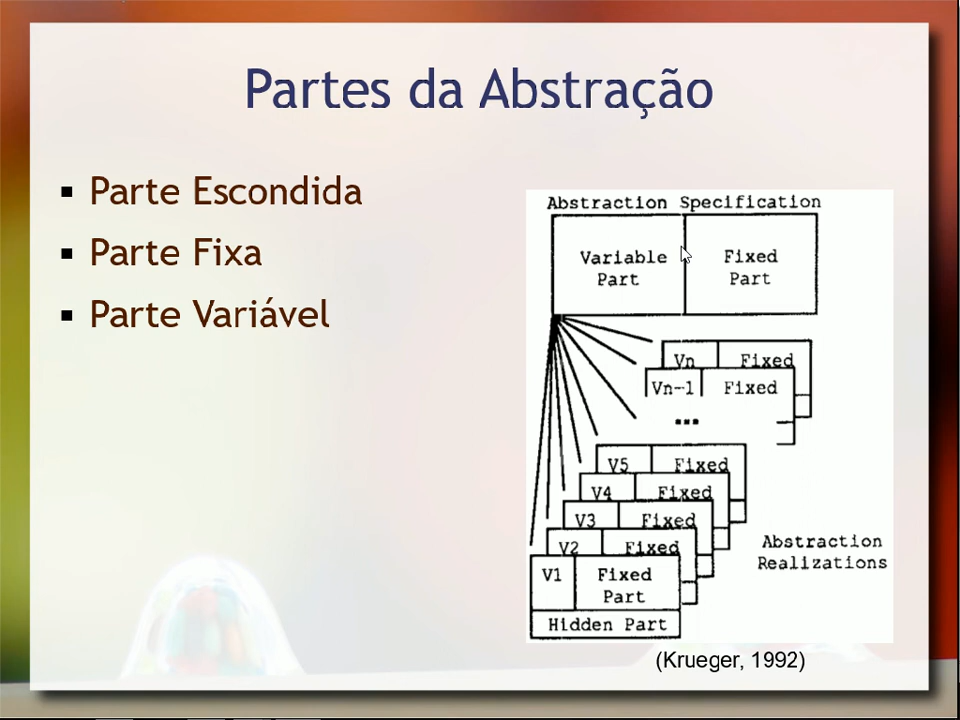 Partes da Abstração
Parte Escondida
Parte Fixa
Parte Variável
Abstraction Specification
Variable
Part
Fixed
Part
Vn
Fixed
Vn-1
Fixed
...
V5
Fixed
V4
Fixed
V3
Fixed
V2
Fixed
V1
Fixed
Part
Hidden Part
Abstraction
Realizations
(Krueger, 1992)